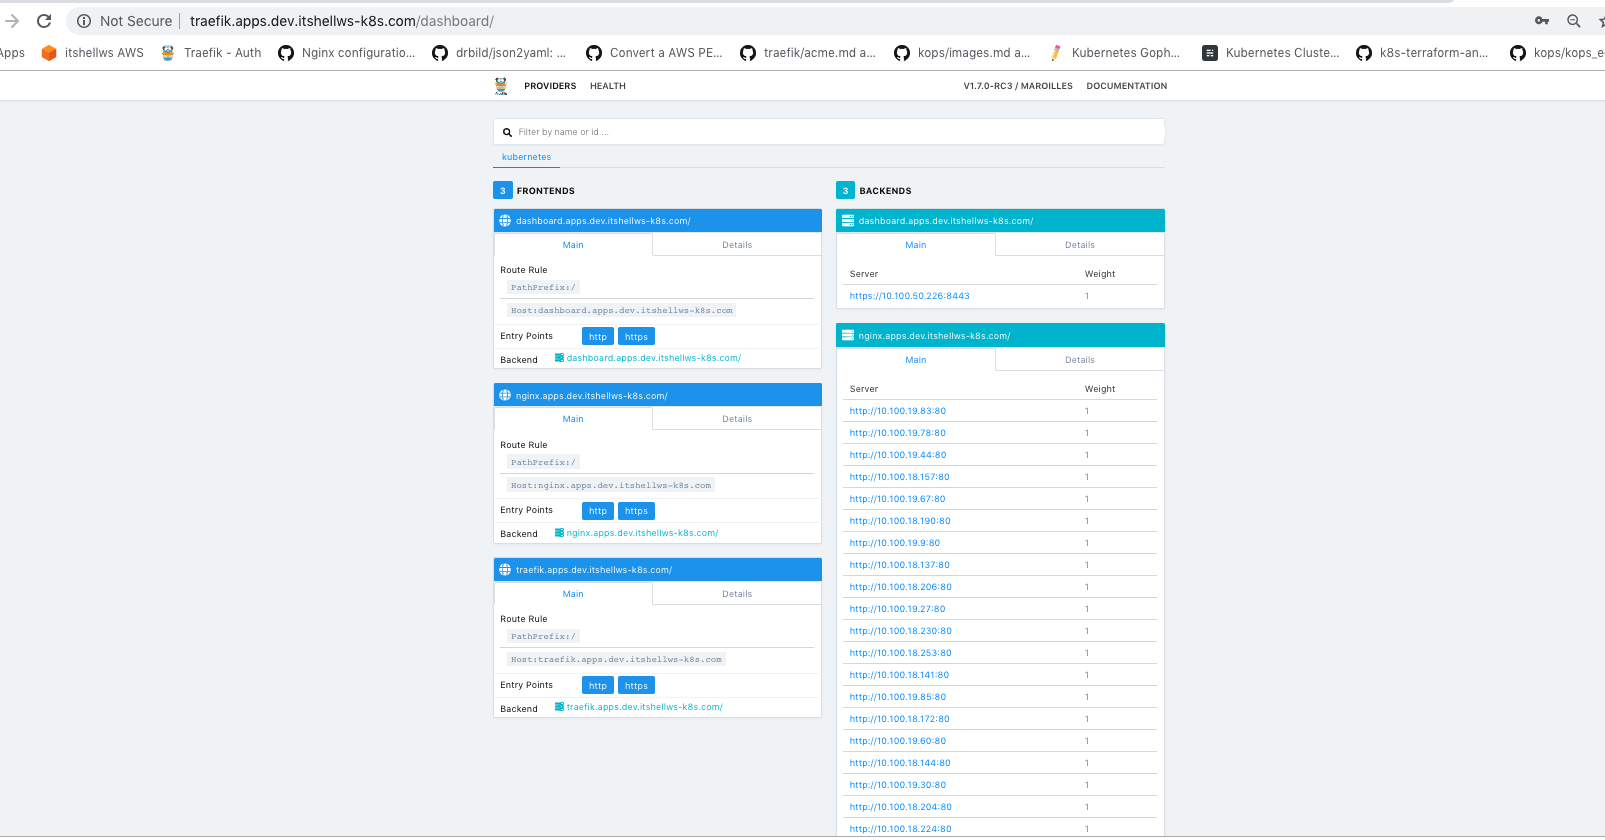 Not Secure traefik.apps.dev.itshellws-k8s.com/dashboard/
Apps itshellws AWS Traefik - Auth Nginx configuratio... drbild/json2yaml: ... Convert a AWS PE... traefik/acme.md a... kops/images.md a... Kubernetes Goph... Kubernetes Cluste... k8s-terraform-an... kops/kops_e
PROVIDERS HEALTH V1.7.0-RC3 / MAROILLES DOCUMENTATION
Filter by name or id ...
kubernetes
3 FRONTENDS
dashboard.apps.dev.itshellws-k8s.com/
Main Details
Route Rule
PathPrefix:/
Host:dashboard.apps.dev.itshellws-k8s.com
Entry Points http https
Backend dashboard.apps.dev.itshellws-k8s.com/
nginx.apps.dev.itshellws-k8s.com/
Main Details
Route Rule
PathPrefix:/
Host:nginx.apps.dev.itshellws-k8s.com
Entry Points http https
Backend nginx.apps.dev.itshellws-k8s.com/
traefik.apps.dev.itshellws-k8s.com/
Main Details
Route Rule
PathPrefix:/
Host:traefik.apps.dev.itshellws-k8s.com
Entry Points http https
Backend traefik.apps.dev.itshellws-k8s.com/
3 BACKENDS
dashboard.apps.dev.itshellws-k8s.com/
Main Details
Server Weight
https://10.100.50.226:8443 1
nginx.apps.dev.itshellws-k8s.com/
Main Details
Server Weight
http://10.100.19.83:80 1
http://10.100.19.78:80 1
http://10.100.19.44:80 1
http://10.100.18.157:80 1
http://10.100.19.67:80 1
http://10.100.18.190:80 1
http://10.100.19.9:80 1
http://10.100.18.137:80 1
http://10.100.18.206:80 1
http://10.100.19.27:80 1
http://10.100.18.230:80 1
http://10.100.18.253:80 1
http://10.100.18.141:80 1
http://10.100.19.85:80 1
http://10.100.18.172:80 1
http://10.100.19.60:80 1
http://10.100.18.144:80 1
http://10.100.19.30:80 1
http://10.100.18.204:80 1
http://10.100.18.224:80 1